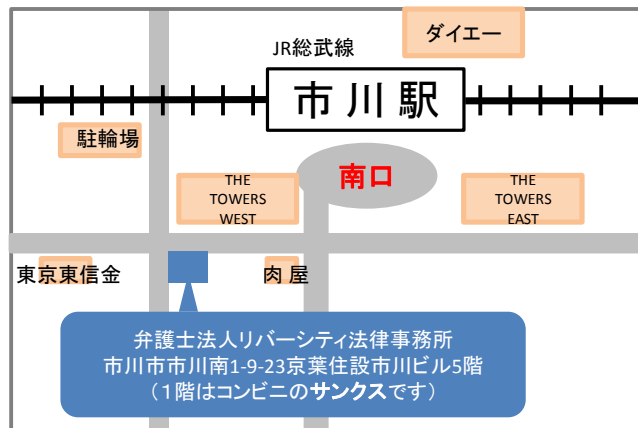 ダイエー
JR総武線
市川駅
駐輪場
南口
THE
TOWERS
WEST
THE
TOWERS
EAST
東京東信金
肉屋
弁護士法人リバーシティ法律事務所
市川市市川南1-9-23京葉住設市川ビル5階
（１階はコンビニのサンクスです）